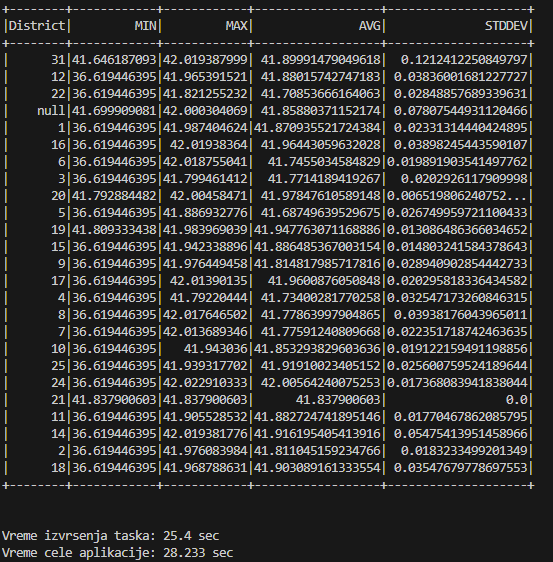 +--------+------------+------------+------------------+--------------------+
|District|         MIN|         MAX|               AVG|              STDDEV|
+--------+------------+------------+------------------+--------------------+
|      31|41.646187093|42.019387999| 41.89991479049618|  0.1212412250849797|
|      12|36.619446395|41.965391521| 41.88015742747183| 0.03836001681227727|
|      22|36.619446395|41.821255232| 41.70853666164063| 0.02848857689339631|
|    null|41.699909081|42.000304069| 41.85880371152174| 0.07807544931120466|
|       1|36.619446395|41.987404624|41.870935521724384| 0.02331314440424895|
|      16|36.619446395| 42.01938364| 41.96443059632028| 0.03898245443590107|
|       6|36.619446395|42.018755041|  41.7455034584829|0.019891903541497762|
|       3|36.619446395|41.799461412|  41.7714189419267|  0.0202926117909998|
|      20|41.792884482| 42.00458471| 41.97847610589148|0.006519806240752...|
|       5|36.619446395|41.886932776| 41.68749639529675|0.026749959721100433|
|      19|41.809333438|41.983969039|41.947763071168886|0.013086486366034652|
|      15|36.619446395|41.942338896|41.886485367003154|0.014803241584378643|
|       9|36.619446395|41.976449458|41.814817985717816|0.028940902854442733|
|      17|36.619446395| 42.01390135|  41.9600876050848|0.020295818336434582|
|       4|36.619446395| 41.79220444| 41.73400281770258|0.032547173260846315|
|       8|36.619446395|42.017646502| 41.77863997904865| 0.03938176043965011|
|       7|36.619446395|42.013689346| 41.77591240809668|0.022351718742463635|
|      10|36.619446395|   41.943036|41.853293829603636|0.019122159491198856|
|      25|36.619446395|41.939317702| 41.91910023405152|0.025600759524189644|
|      24|36.619446395|42.022910333| 42.00564240075253|0.017368083941838044|
|      21|41.837900603|41.837900603|      41.837900603|                 0.0|
|      11|36.619446395|41.905528532|41.882724741895146| 0.01770467862085795|
|      14|36.619446395|42.019381776|41.916195405413916| 0.05475413951458966|
|       2|36.619446395|41.976083984|41.811045159234766|  0.0183233499201349|
|      18|36.619446395|41.968788631|41.903089161333554| 0.03547679778697553|
+--------+------------+------------+------------------+--------------------+
Vreme izvrsenja taska: 25.4 sec
Vreme cele aplikacije: 28.233 sec